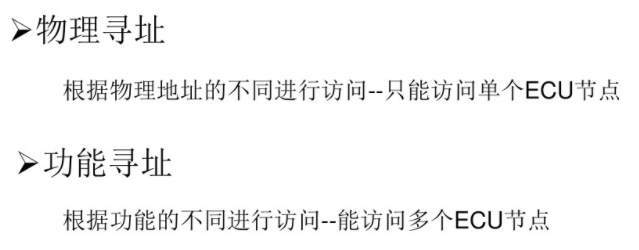 ➢物理寻址
根据物理地址的不同进行访问--只能访问单个ECU节点
➢功能寻址
根据功能的不同进行访问--能访问多个ECU节点